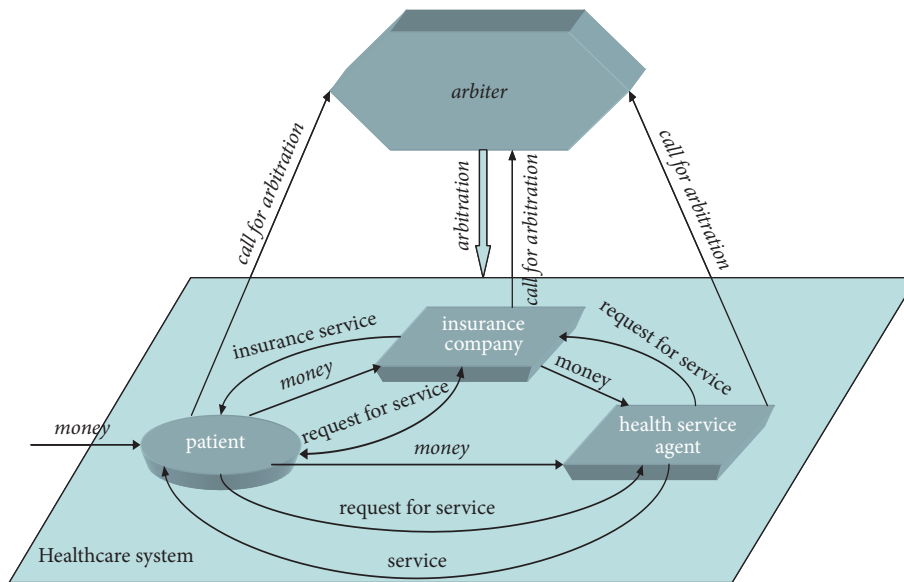 arbiter
call for arbitration
arbitration
call for arbitration
call for arbitration
insurance
company
insurance service
request for service
money
money
request for service
money
patient
health service
agent
money
request for service
service
Healthcare system